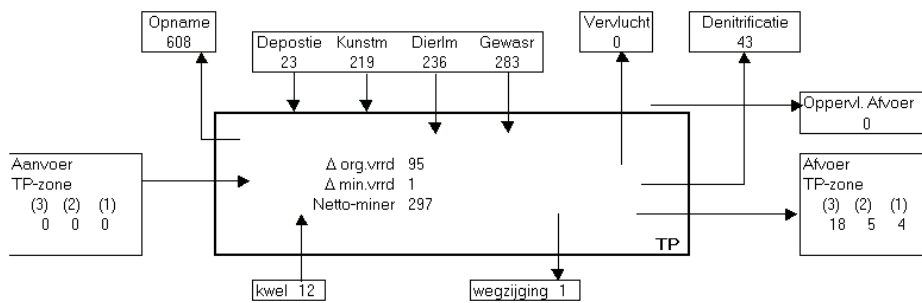 Opname
608
Depostie Kunstm Dierlm Gewasr
23 219 236 283
Vervlucht
0
Denitrificatie
43
Oppervl. Afvoer
0
Aanvoer
TP-zone
(3) (2) (1)
0 0 0
Δ org.vrrd 95
Δ min.vrrd 1
Netto-miner 297
TP
Afvoer
TP-zone
(3) (2) (1)
18 5 4
kwel 12
wegzijging 1